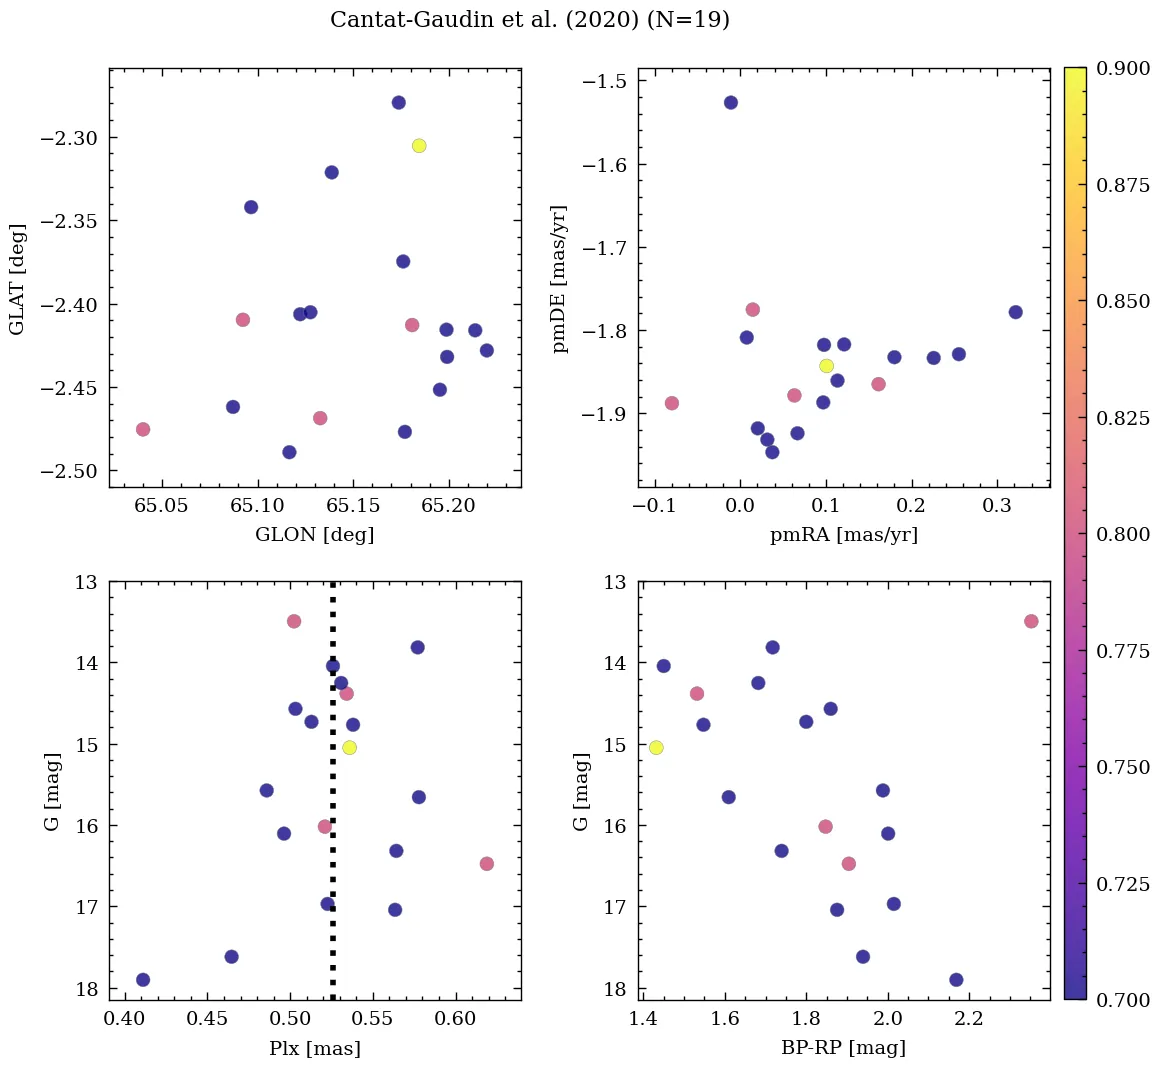 Cantat-Gaudin et al. (2020) (N=19)
−2.30
−2.35
−2.40
−2.45
−2.50
GLAT [deg]
65.05 65.10 65.15 65.20
GLON [deg]
−1.5
−1.6
−1.7
−1.8
−1.9
pmDE [mas/yr]
−0.1 0.0 0.1 0.2 0.3
pmRA [mas/yr]
13
14
15
16
17
18
G [mag]
0.40 0.45 0.50 0.55 0.60
Plx [mas]
13
14
15
16
17
18
G [mag]
1.4 1.6 1.8 2.0 2.2
BP-RP [mag]
0.900
0.875
0.850
0.825
0.800
0.775
0.750
0.725
0.700